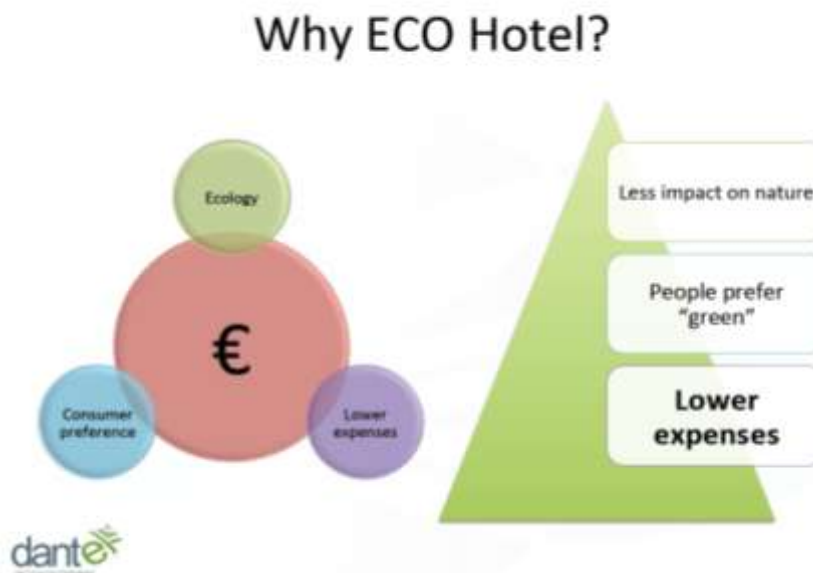 Why ECO Hotel?
Ecology
€
Consumer
preference
Lower
expenses
Less impact on nature
People prefer
“green”
Lower
expenses
dante